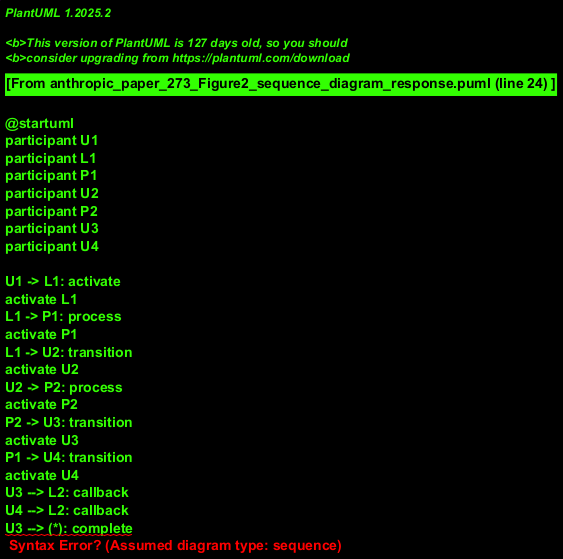 PlantUML 1.2025.2
<b>This version of PlantUML is 127 days old, so you should
<b>consider upgrading from https://plantuml.com/download
[From anthropic_paper_273_Figure2_sequence_diagram_response.puml (line 24) ]
@startuml
participant U1
participant L1
participant P1
participant U2
participant P2
participant U3
participant U4
U1 -> L1: activate
activate L1
L1 -> P1: process
activate P1
L1 -> U2: transition
activate U2
U2 -> P2: process
activate P2
P2 -> U3: transition
activate U3
P1 -> U4: transition
activate U4
U3 --> L2: callback
U4 --> L2: callback
U3 --> (*): complete
Syntax Error? (Assumed diagram type: sequence)